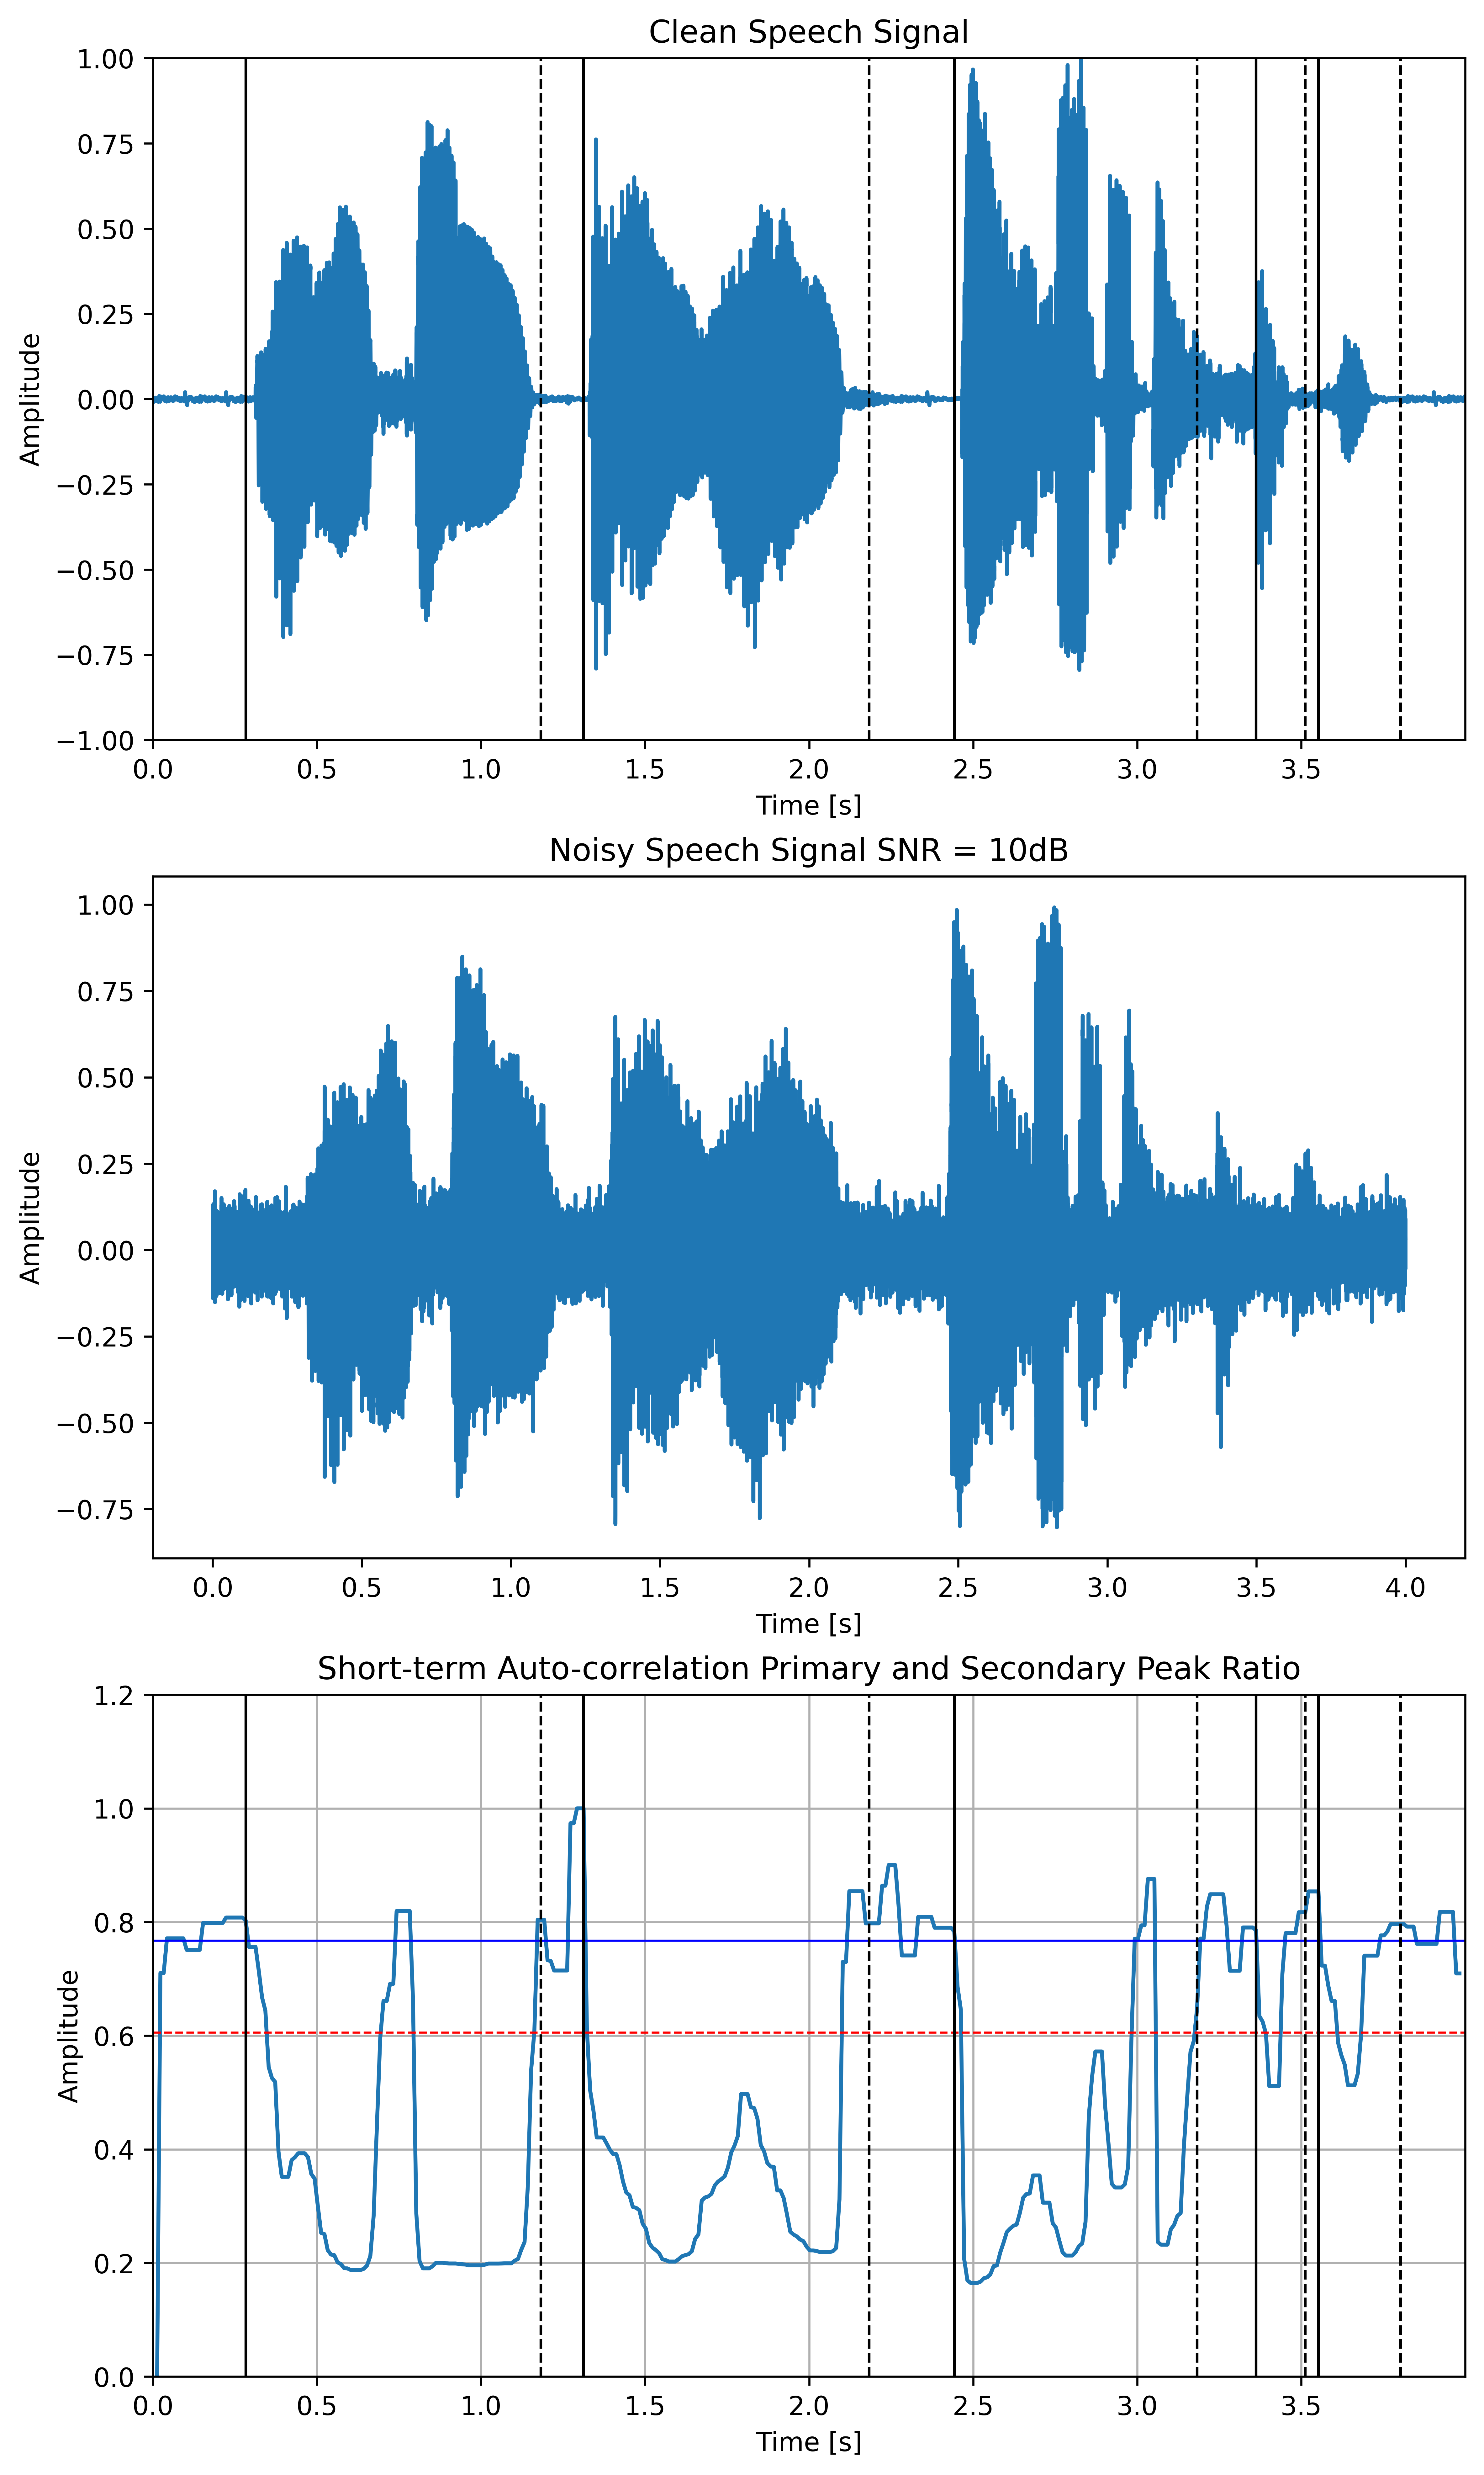 Clean Speech Signal
1.00
0.75
0.50
0.25
0.00
−0.25
−0.50
−0.75
−1.00
Amplitude
0.0 0.5 1.0 1.5 2.0 2.5 3.0 3.5
Time [s]
Noisy Speech Signal SNR = 10dB
1.00
0.75
0.50
0.25
0.00
−0.25
−0.50
−0.75
Amplitude
0.0 0.5 1.0 1.5 2.0 2.5 3.0 3.5 4.0
Time [s]
Short-term Auto-correlation Primary and Secondary Peak Ratio
1.2
1.0
0.8
0.6
0.4
0.2
0.0
Amplitude
0.0 0.5 1.0 1.5 2.0 2.5 3.0 3.5
Time [s]